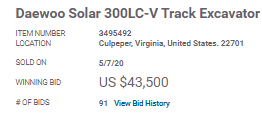 Daewoo Solar 300LC-V Track Excavator
ITEM NUMBER 3495492
LOCATION Culpeper, Virginia, United States, 22701
SOLD ON 5/7/20
WINNING BID US $43,500
# OF BIDS 91 View Bid History